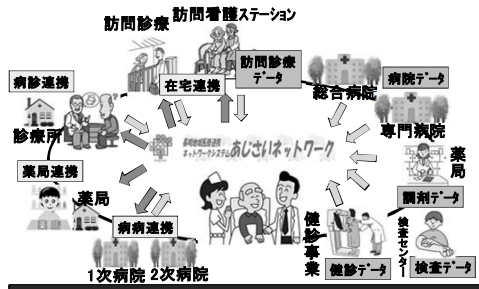 訪問看護ステーション
訪問診療
在宅連携
訪問診療
データ
総合病院
病院データ
専門病院
病診連携
診療所
長崎地域医療連携
ネットワークシステム あじさいネットワーク
薬局
調剤データ
薬局連携
薬局
病病連携
1次病院 2次病院
健診事業
健診データ
検査センター
検査データ